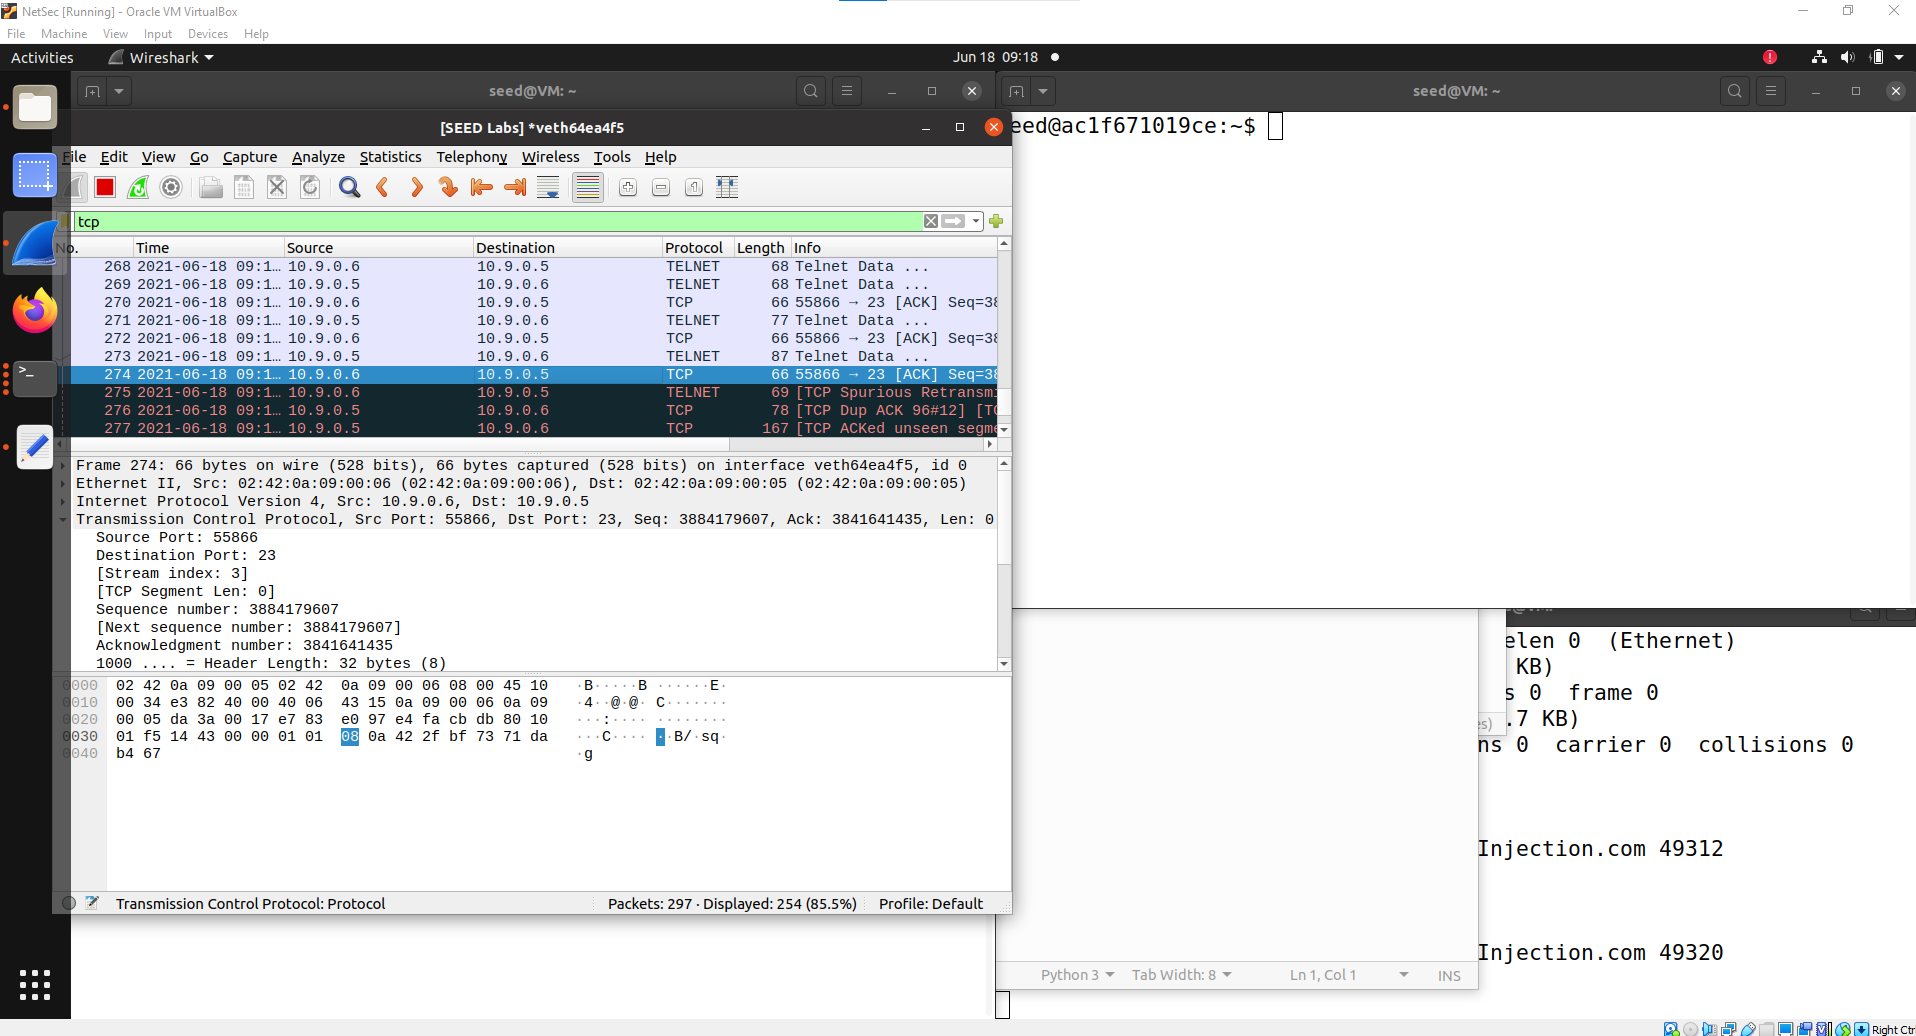 NetSec [Running] - Oracle VM VirtualBox
File Machine View Input Devices Help
Activities Wireshark Jun 18 09:18
seed@VM: ~
seed@VM: ~
[SEED Labs] *veth64ea4f5
eed@ac1f671019ce:~$
File Edit View Go Capture Analyze Statistics Telephony Wireless Tools Help
tcp
No. Time Source Destination Protocol Length Info
268 2021-06-18 09:1… 10.9.0.6 10.9.0.5 TELNET 68 Telnet Data ...
269 2021-06-18 09:1… 10.9.0.5 10.9.0.6 TELNET 68 Telnet Data ...
270 2021-06-18 09:1… 10.9.0.6 10.9.0.5 TCP 66 55866 → 23 [ACK] Seq=38
271 2021-06-18 09:1… 10.9.0.5 10.9.0.6 TELNET 77 Telnet Data ...
272 2021-06-18 09:1… 10.9.0.6 10.9.0.5 TCP 66 55866 → 23 [ACK] Seq=38
273 2021-06-18 09:1… 10.9.0.5 10.9.0.6 TELNET 87 Telnet Data ...
274 2021-06-18 09:1… 10.9.0.6 10.9.0.5 TCP 66 55866 → 23 [ACK] Seq=38
275 2021-06-18 09:1… 10.9.0.6 10.9.0.5 TELNET 69 [TCP Spurious Retransmi
276 2021-06-18 09:1… 10.9.0.5 10.9.0.6 TCP 78 [TCP Dup ACK 96#12] [TC
277 2021-06-18 09:1… 10.9.0.5 10.9.0.6 TCP 167 [TCP ACKed unseen segme
Frame 274: 66 bytes on wire (528 bits), 66 bytes captured (528 bits) on interface veth64ea4f5, id 0
Ethernet II, Src: 02:42:0a:09:00:06 (02:42:0a:09:00:06), Dst: 02:42:0a:09:00:05 (02:42:0a:09:00:05)
Internet Protocol Version 4, Src: 10.9.0.6, Dst: 10.9.0.5
Transmission Control Protocol, Src Port: 55866, Dst Port: 23, Seq: 3884179607, Ack: 3841641435, Len: 0
Source Port: 55866
Destination Port: 23
[Stream index: 3]
[TCP Segment Len: 0]
Sequence number: 3884179607
[Next sequence number: 3884179607]
Acknowledgment number: 3841641435
1000 .... = Header Length: 32 bytes (8)
0000 02 42 0a 09 00 05 02 42 0a 09 00 06 08 00 45 10 ·B·····B ······E·
0010 00 34 e3 82 40 00 40 06 43 15 0a 09 00 06 0a 09 ·4··@·@· C·······
0020 00 05 da 3a 00 17 e7 83 e0 97 e4 fa cb db 80 10 ···:···· ········
0030 01 f5 14 43 00 00 01 01 08 0a 42 2f bf 73 71 da ···C···· ··B/·sq·
0040 b4 67 ·g
Transmission Control Protocol: Protocol Packets: 297 · Displayed: 254 (85.5%) Profile: Default
elen 0 (Ethernet)
KB)
s 0 frame 0
es) .7 KB)
ns 0 carrier 0 collisions 0
Injection.com 49312
Injection.com 49320
Python 3 Tab Width: 8 Ln 1, Col 1 INS
Right Ctr